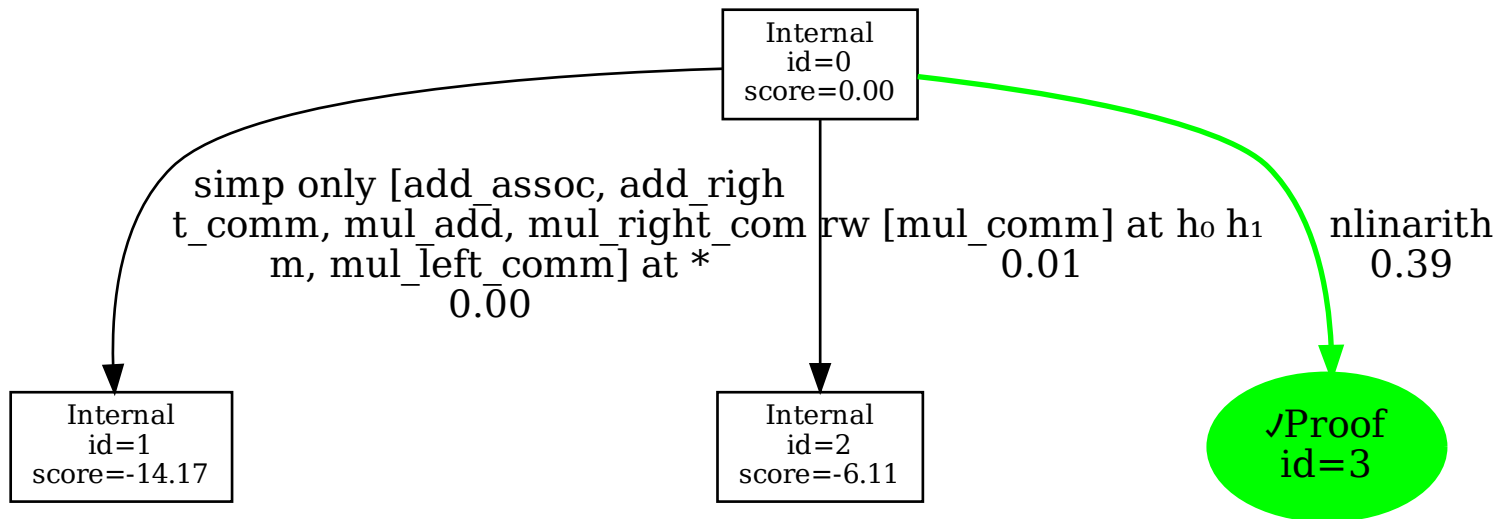 Internal
id=0
score=0.00
simp only [add_assoc, add_righ
t_comm, mul_add, mul_right_com
m, mul_left_comm] at *
0.00
rw [mul_comm] at h₀ h₁
0.01
nlinarith
0.39
Internal
id=1
score=-14.17
Internal
id=2
score=-6.11
✓Proof
id=3